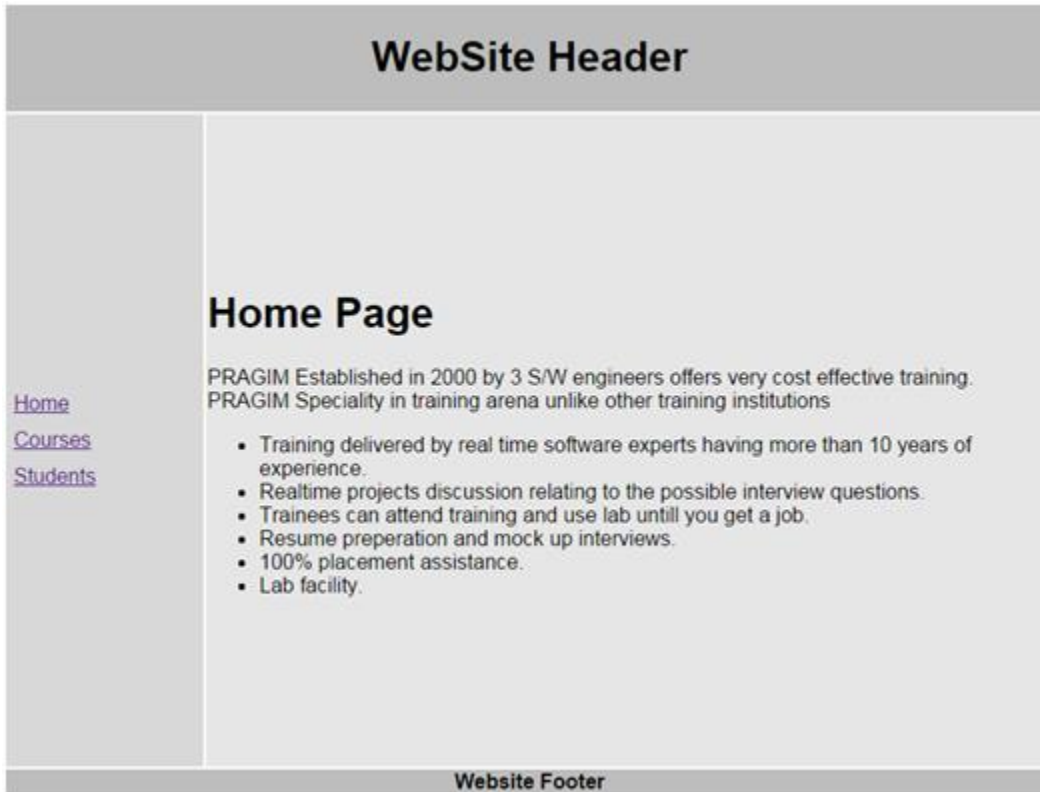 WebSite Header
Home
Courses
Students
Home Page
PRAGIM Established in 2000 by 3 S/W engineers offers very cost effective training.
PRAGIM Speciality in training arena unlike other training institutions
• Training delivered by real time software experts having more than 10 years of
experience.
• Realtime projects discussion relating to the possible interview questions.
• Trainees can attend training and use lab untill you get a job.
• Resume preperation and mock up interviews.
• 100% placement assistance.
• Lab facility.
Website Footer